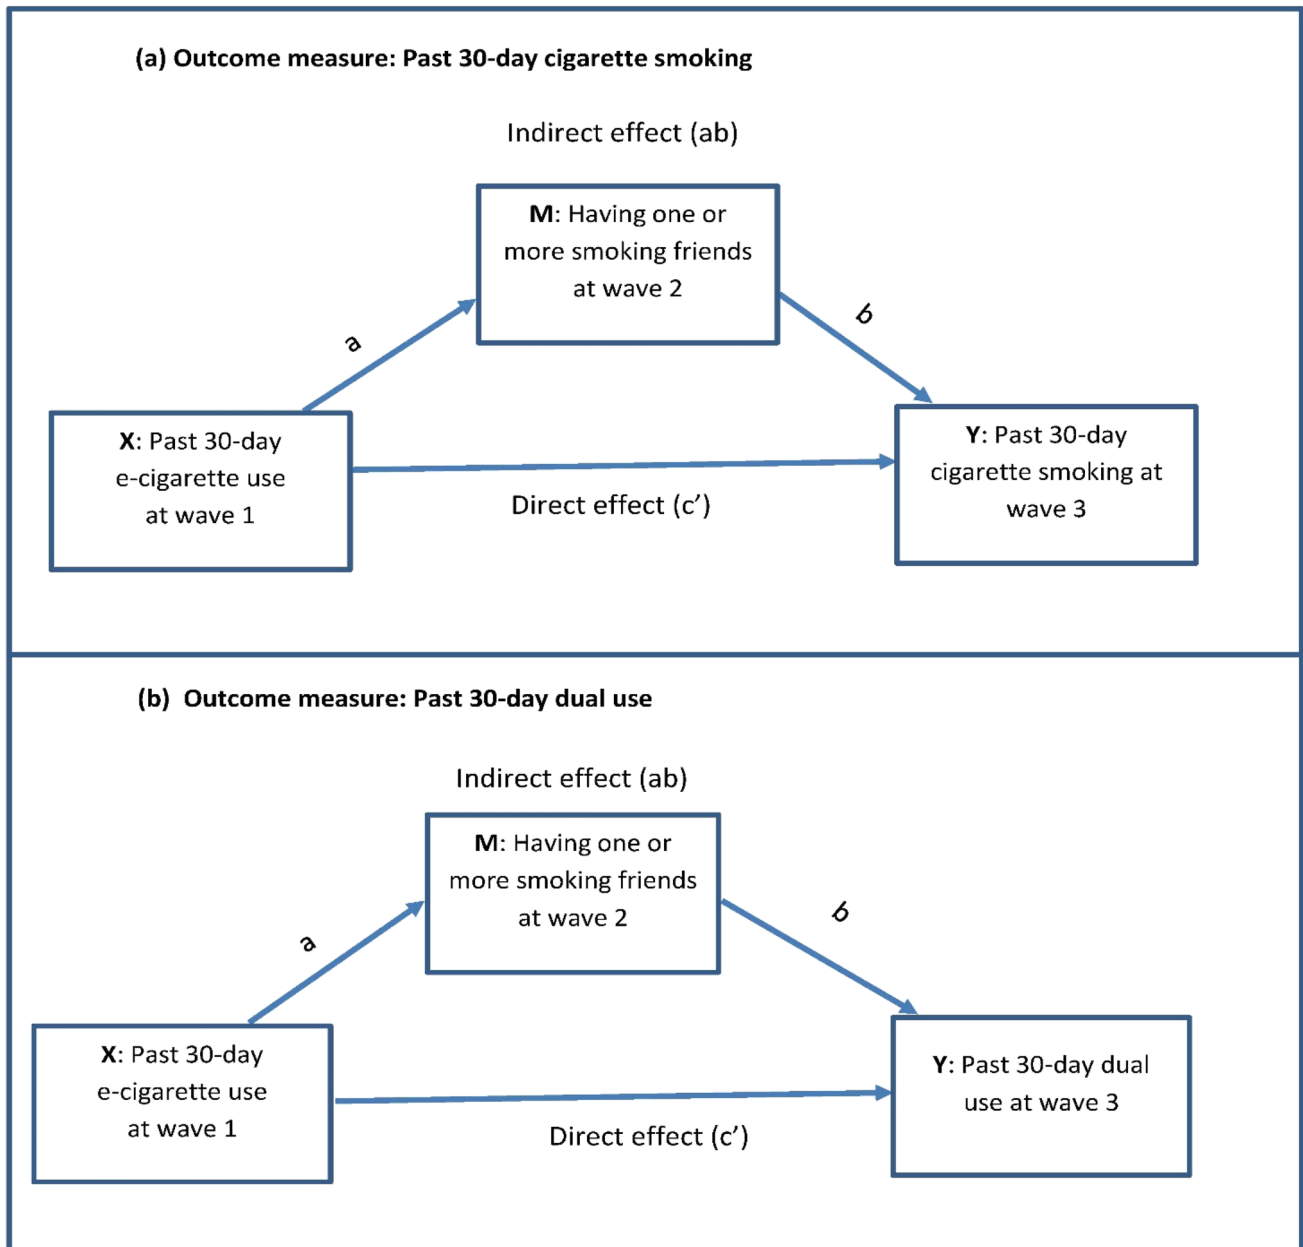 (a) Outcome measure: Past 30-day cigarette smoking
Indirect effect (ab)
M: Having one or
more smoking friends
at wave 2
a
b
X: Past 30-day
e-cigarette use
at wave 1
Y: Past 30-day
cigarette smoking at
wave 3
Direct effect (c’)
(b) Outcome measure: Past 30-day dual use
Indirect effect (ab)
M: Having one or
more smoking friends
at wave 2
a
b
X: Past 30-day
e-cigarette use
at wave 1
Y: Past 30-day dual
use at wave 3
Direct effect (c’)